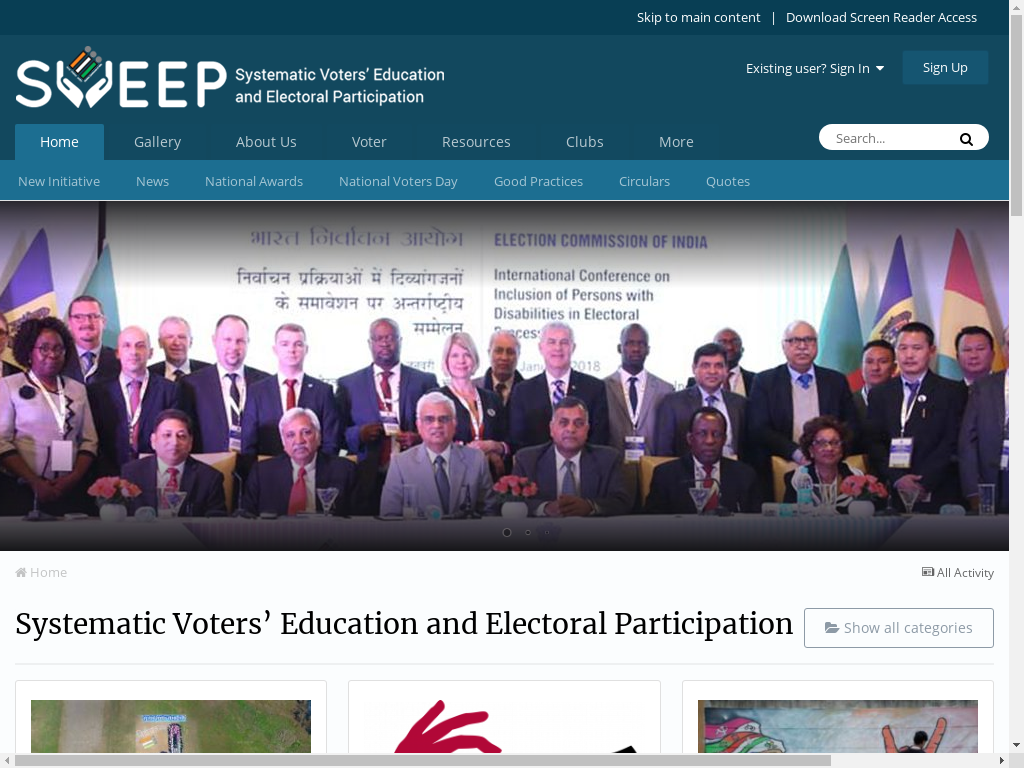 Skip to main content | Download Screen Reader Access
SWEEP
Systematic Voters’ Education
and Electoral Participation
Existing user? Sign In
Sign Up
Home
Gallery
About Us
Voter
Resources
Clubs
More
Search...
New Initiative
News
National Awards
National Voters Day
Good Practices
Circulars
Quotes
भारत निर्वाचन आयोग
निर्वाचन प्रक्रियाओं में दिव्यांगजनों
के समावेशन पर अन्तर्राष्ट्रीय
सम्मेलन
ELECTION COMMISSION OF INDIA
International Conference on
Inclusion of Persons with
Disabilities in Electoral
2018
Home
All Activity
Systematic Voters’ Education and Electoral Participation
Show all categories